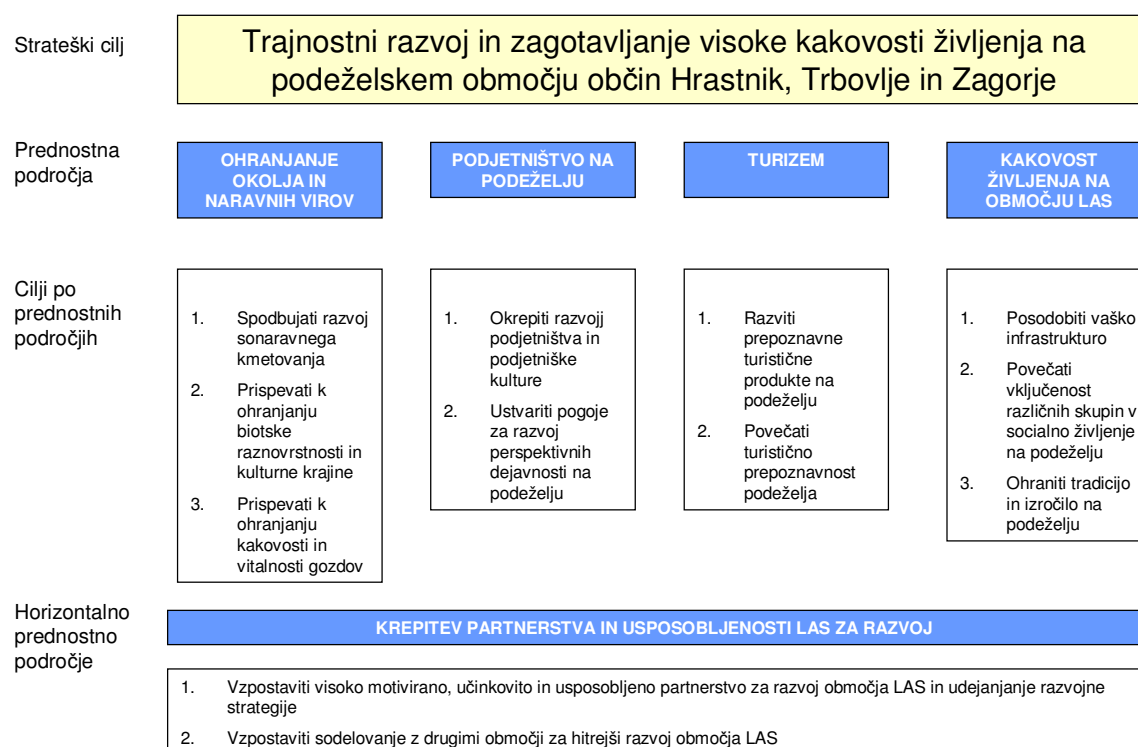 Strateški cilj
Trajnostni razvoj in zagotavljanje visoke kakovosti življenja na
podeželskem območju občin Hrastnik, Trbovlje in Zagorje
Prednostna
področja
OHRANJANJE
OKOLJA IN
NARAVNIH VIROV
PODJETNIŠTVO NA
PODEŽELJU
TURIZEM
KAKOVOST
ŽIVLJENJA NA
OBMOČJU LAS
Cilji po
prednostnih
področjih
1. Spodbujati razvoj
sonaravnega
kmetovanja
2. Prispevati k
ohranjanju
biotske
raznovrstnosti in
kulturne krajine
3. Prispevati k
ohranjanju
kakovosti in
vitalnosti gozdov
1. Okrepiti razvojj
podjetništva in
podjetniške
kulture
2. Ustvariti pogoje
za razvoj
perspektivnih
dejavnosti na
podeželju
1. Razviti
prepoznavne
turistične
produkte na
podeželju
2. Povečati
turistično
prepoznavnost
podeželja
1. Posodobiti vaško
infrastrukturo
2. Povečati
vključenost
različnih skupin v
socialno življenje
na podeželju
3. Ohraniti tradicijo
in izročilo na
podeželju
Horizontalno
prednostno
področje
KREPITEV PARTNERSTVA IN USPOSOBLJENOSTI LAS ZA RAZVOJ
1. Vzpostaviti visoko motivirano, učinkovito in usposobljeno partnerstvo za razvoj območja LAS in udejanjanje razvojne
strategije
2. Vzpostaviti sodelovanje z drugimi območji za hitrejši razvoj območja LAS